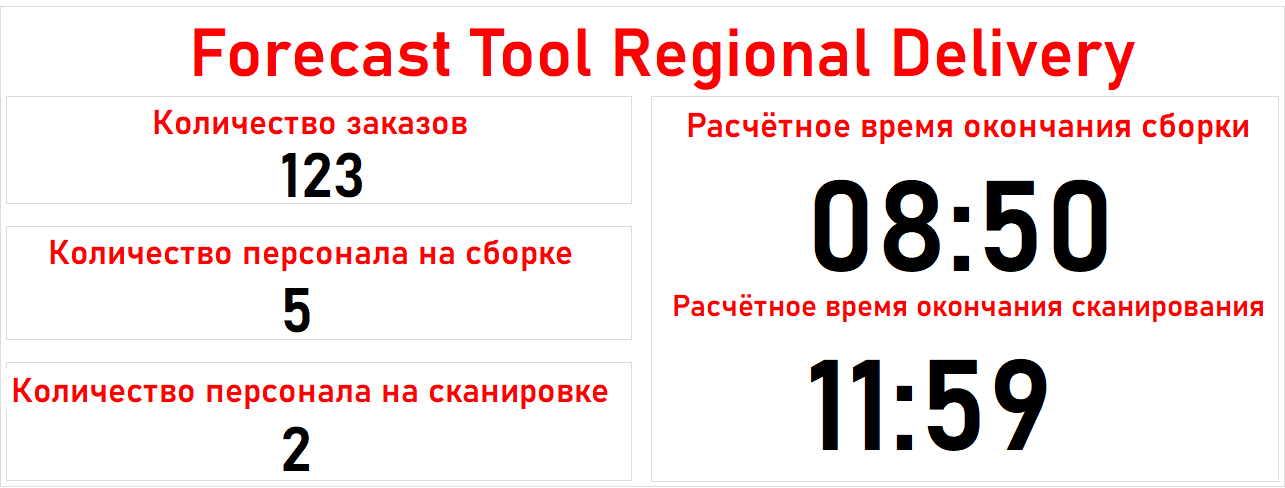 Forecast Tool Regional Delivery
Количество заказов
123
Количество персонала на сборке
5
Количество персонала на сканировке
2
Расчётное время окончания сборки
08:50
Расчётное время окончания сканирования
11:59